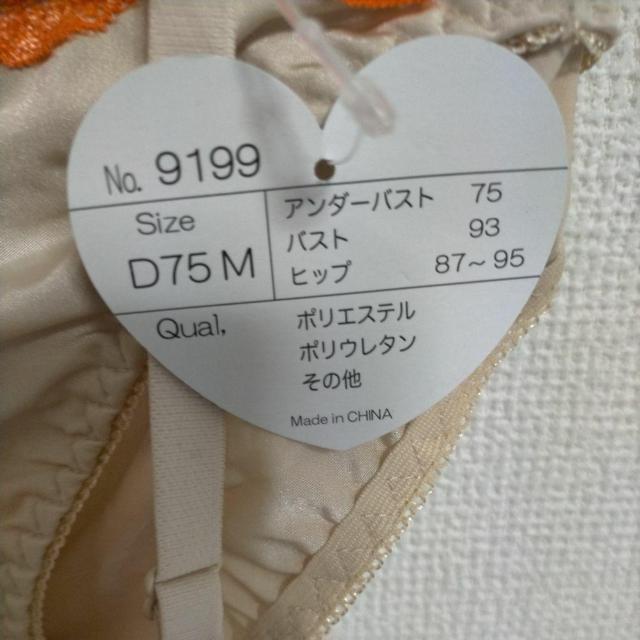 No. 9199
Size
D75M
アンダーバスト 75
バスト 93
ヒップ 87～95
Qual,
ポリエステル
ポリウレタン
その他
Made in CHINA